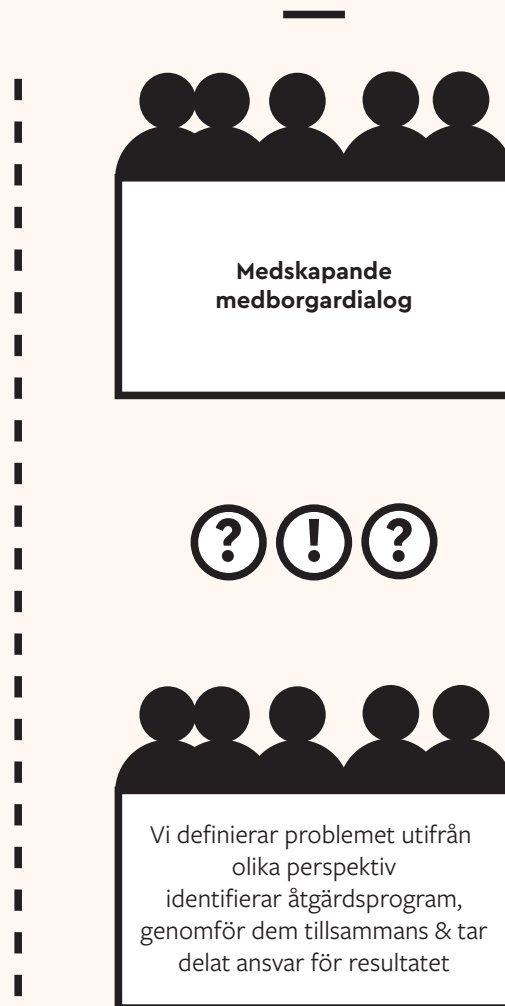 Medskapande
medborgardialog
? ! ?
Vi definierar problemet utifrån
olika perspektiv
identifierar åtgärdsprogram,
genomför dem tillsammans & tar
delat ansvar för resultatet